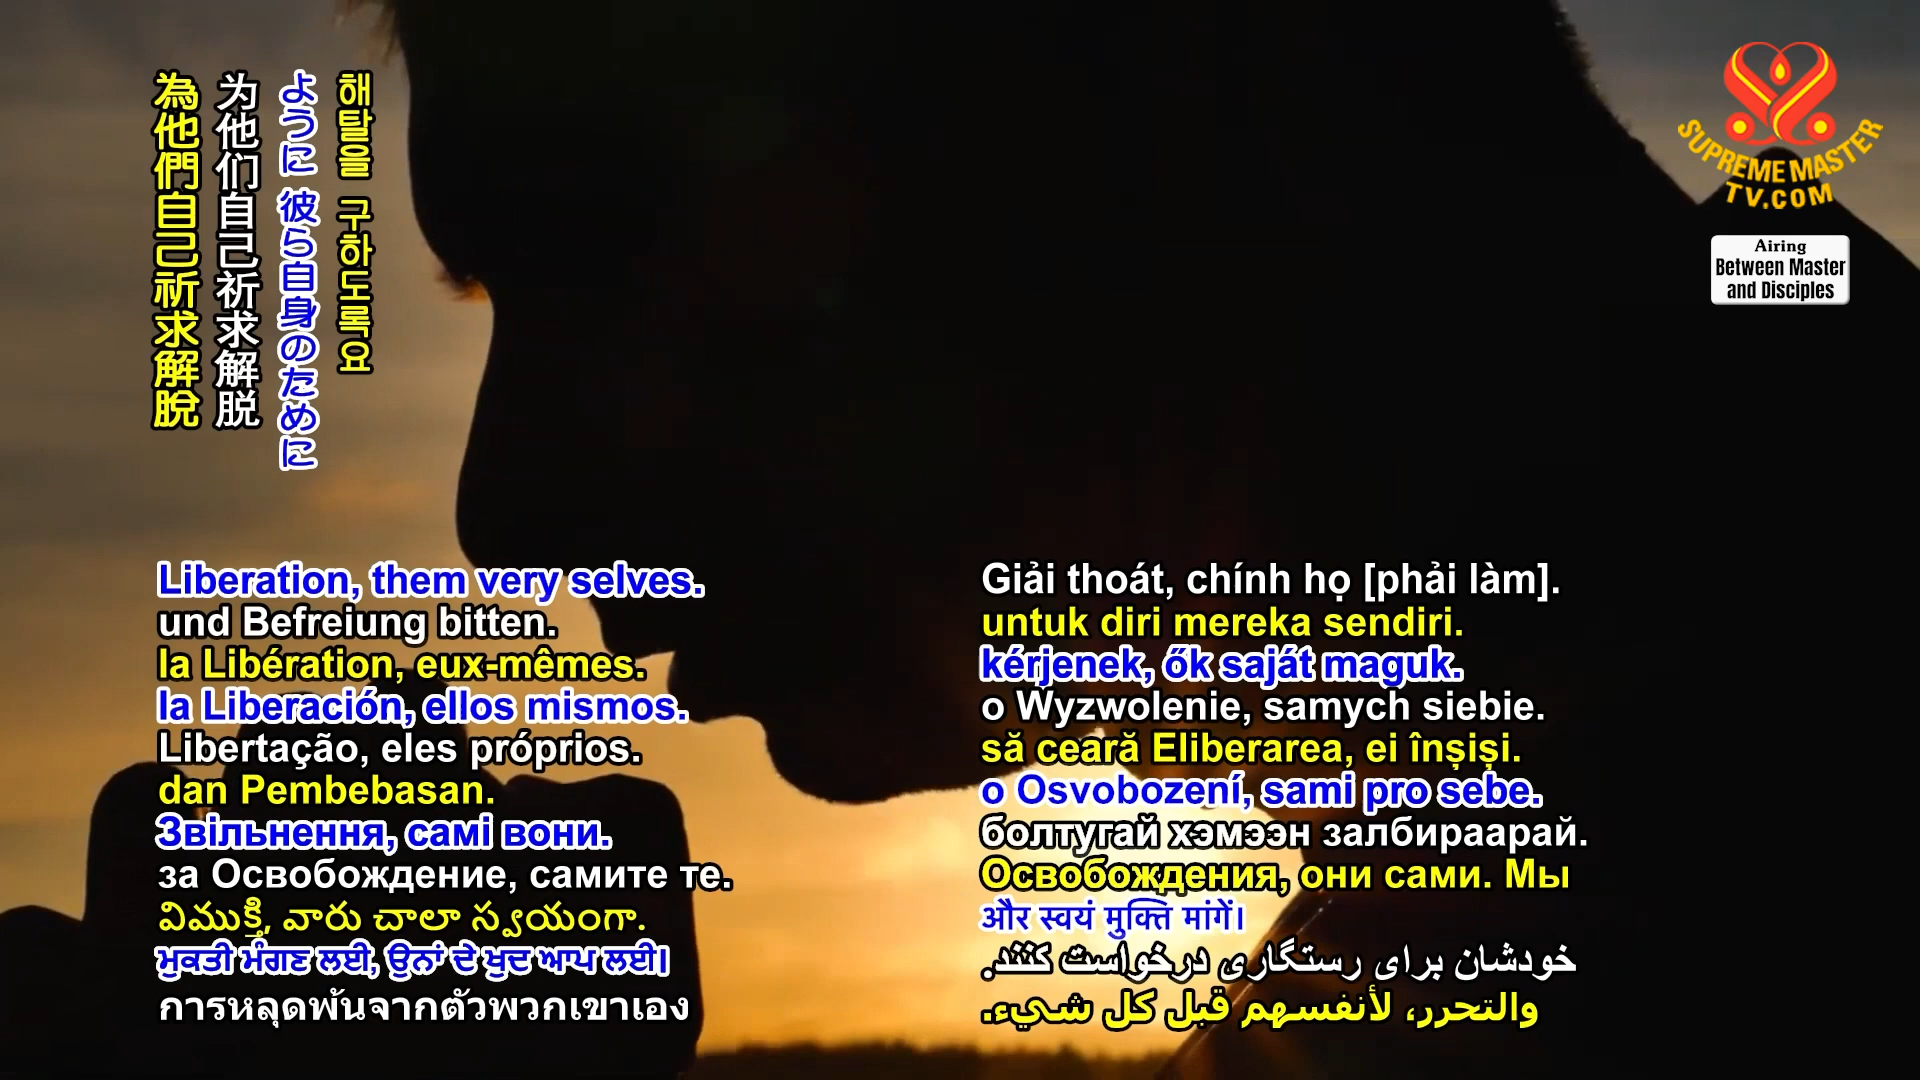 為他們自己祈求解脫
为他们自己祈求解脱
ように 彼ら自身のために
해탈을 구하도록요
SUPREME MASTER
TV.COM
Airing
Between Master
and Disciples
Liberation, them very selves.
und Befreiung bitten.
la Libération, eux-mêmes.
la Liberación, ellos mismos.
Libertação, eles próprios.
dan Pembebasan.
Звільнення, самі вони.
за Освобождение, самите те.
విముక్తి, వారు చాలా స్వయంగా.
ਮੁਕਤੀ ਮੰਗਣ ਲਈ, ਉਨਾਂ ਦੇ ਖੁਦ ਆਪ ਲਈ।
การหลุดพ้นจากตัวพวกเขาเอง
Giải thoát, chính họ [phải làm].
untuk diri mereka sendiri.
kérjenek, ők saját maguk.
o Wyzwolenie, samych siebie.
să ceară Eliberarea, ei înșiși.
o Osvobození, sami pro sebe.
болтугай хэмээн залбираарай.
Освобождения, они сами. Мы
और स्वयं मुक्ति मांगें।
خودشان برای رستگاری درخواست کنند.
والتحرر، لأنفسهم قبل كل شيء.